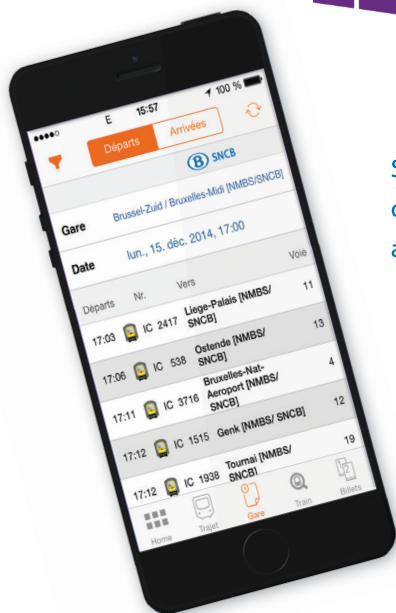 E 15:57 100 %
Départs Arrivées
B SNCB
Gare Brussel-Zuid / Bruxelles-Midi [NMBS/SNCB]
Date lun., 15. déc. 2014, 17:00
Départs Nr. Vers Voie
17:03 IC 2417 Liege-Palais [NMBS/
SNCB] 11
17:06 IC 538 Ostende [NMBS/
SNCB] 13
17:11 IC 3716 Bruxelles-Nat-
Aeroport [NMBS/
SNCB] 4
17:12 IC 1515 Genk [NMBS/ SNCB] 12
17:12 IC 1938 Tournai [NMBS/
SNCB] 19
Home Trajet Gare Train Billets